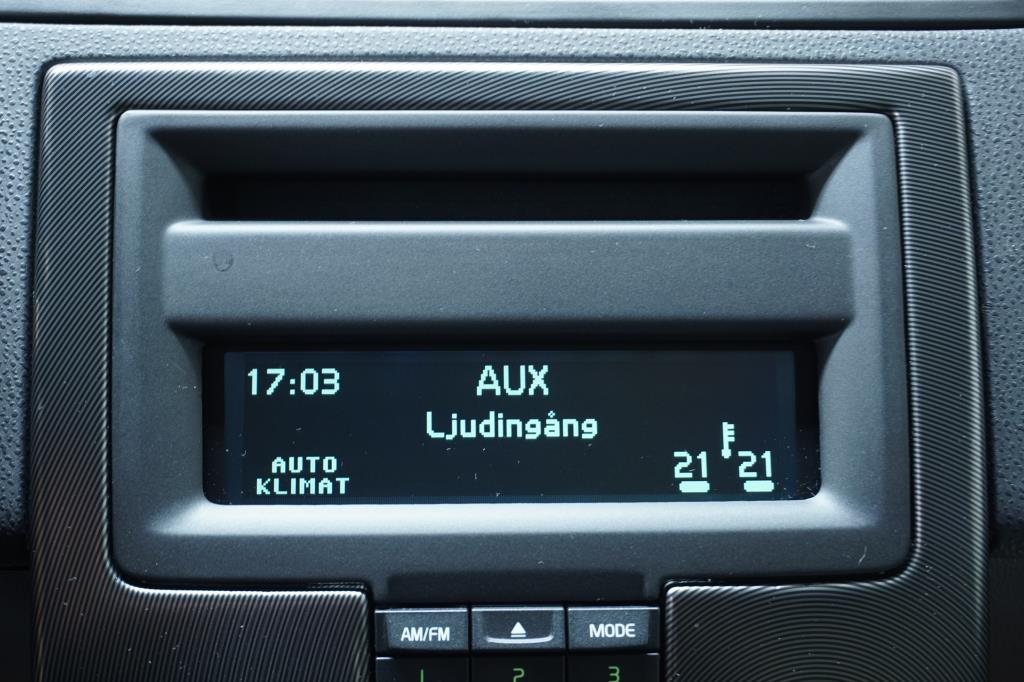 17:03 AUX
Ljudingång
AUTO
KLIMAT
21 21
AM/FM MODE
1 2 3